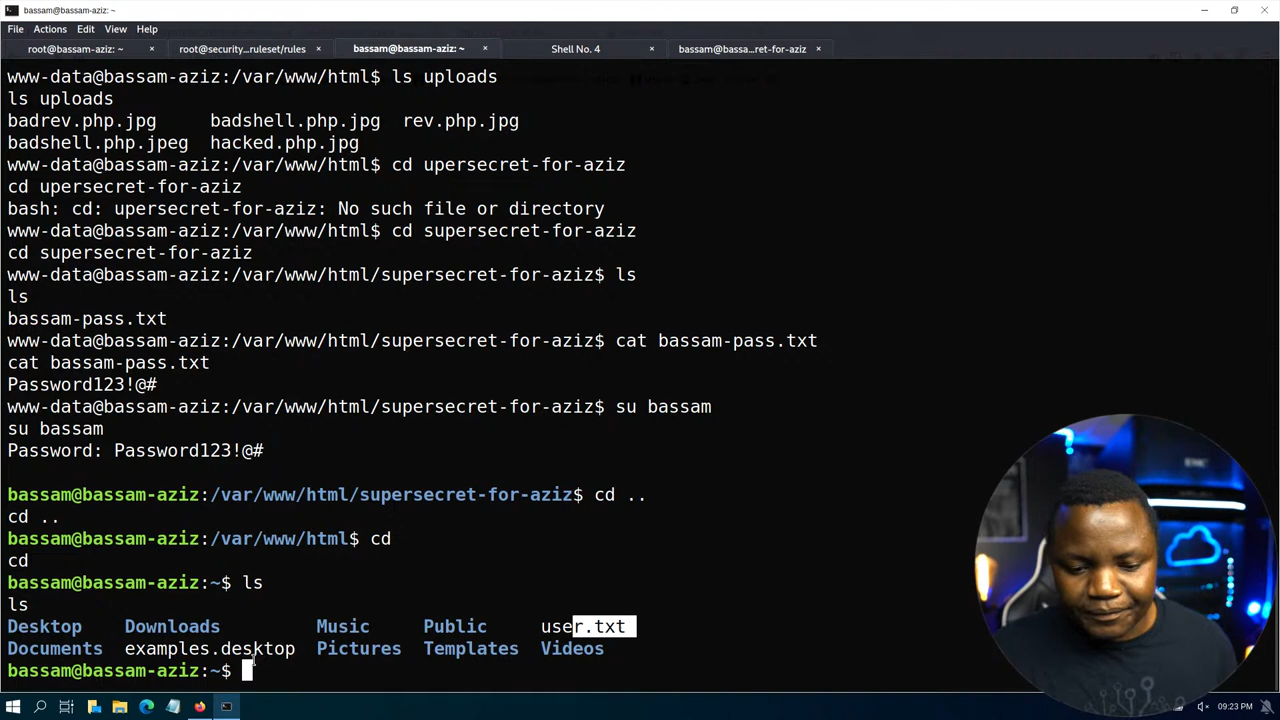 bassam@bassam-aziz: ~
File Actions Edit View Help
root@bassam-aziz: ~ × root@security...ruleset/rules × bassam@bassam-aziz: ~ × Shell No. 4 × bassam@bassa...ret-for-aziz ×
www-data@bassam-aziz:/var/www/html$ ls uploads
ls uploads
badrev.php.jpg badshell.php.jpg rev.php.jpg
badshell.php.jpeg hacked.php.jpg
www-data@bassam-aziz:/var/www/html$ cd upersecret-for-aziz
cd upersecret-for-aziz
bash: cd: upersecret-for-aziz: No such file or directory
www-data@bassam-aziz:/var/www/html$ cd supersecret-for-aziz
cd supersecret-for-aziz
www-data@bassam-aziz:/var/www/html/supersecret-for-aziz$ ls
ls
bassam-pass.txt
www-data@bassam-aziz:/var/www/html/supersecret-for-aziz$ cat bassam-pass.txt
cat bassam-pass.txt
Password123!@#
www-data@bassam-aziz:/var/www/html/supersecret-for-aziz$ su bassam
su bassam
Password: Password123!@#
bassam@bassam-aziz:/var/www/html/supersecret-for-aziz$ cd ..
cd ..
bassam@bassam-aziz:/var/www/html$ cd
cd
bassam@bassam-aziz:~$ ls
ls
Desktop Downloads Music Public user.txt
Documents examples.desktop Pictures Templates Videos
bassam@bassam-aziz:~$
09:23 PM